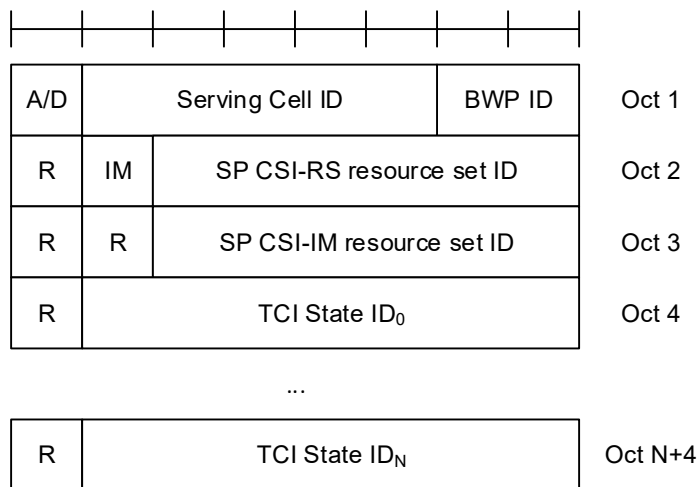 A/D Serving Cell ID BWP ID Oct 1
R IM SP CSI-RS resource set ID Oct 2
R R SP CSI-IM resource set ID Oct 3
R TCI State ID₀ Oct 4
...
R TCI State ID_N Oct N+4